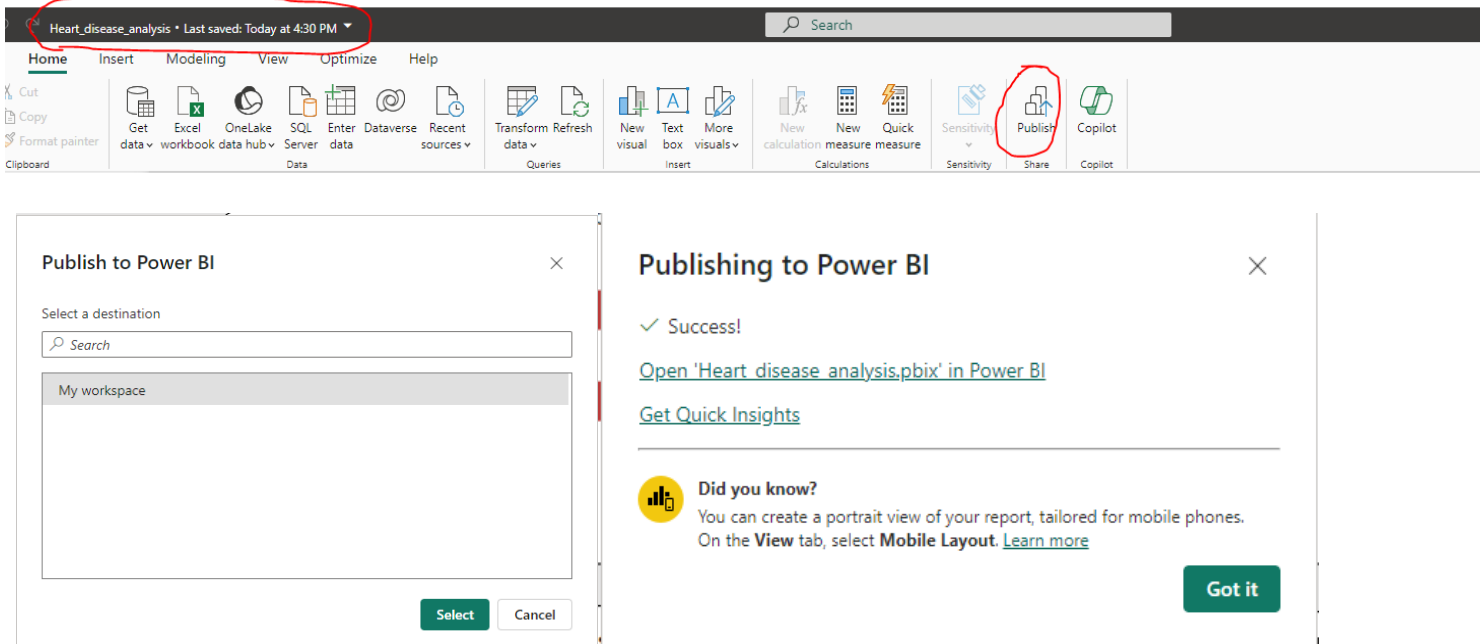 Heart_disease_analysis • Last saved: Today at 4:30 PM
Search
Home Insert Modeling View Optimize Help
Cut
Copy
Format painter
Clipboard
Get data
Excel workbook
OneLake data hub
SQL Server
Enter data
Dataverse
Recent sources
Data
Transform data
Refresh
Queries
New visual
Text box
More visuals
Insert
New calculation
New measure
Quick measure
Calculations
Sensitivity
Sensitivity
Publish
Share
Copilot
Copilot
Publish to Power BI
Select a destination
Search
My workspace
Select Cancel
Publishing to Power BI
Success!
Open 'Heart_disease_analysis.pbix' in Power BI
Get Quick Insights
Did you know?
You can create a portrait view of your report, tailored for mobile phones.
On the View tab, select Mobile Layout. Learn more
Got it